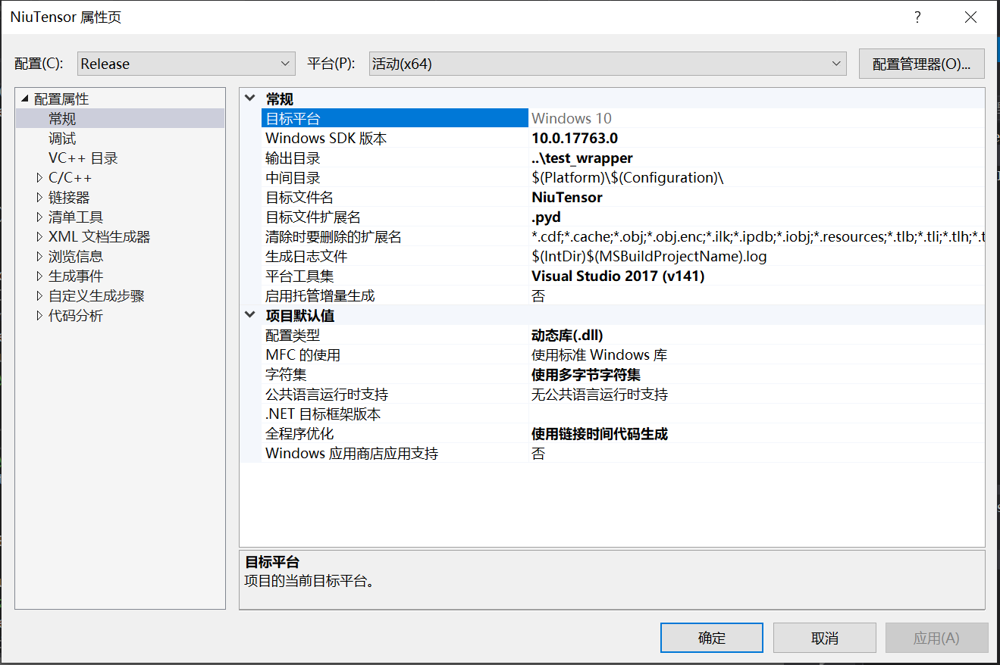 NiuTensor 属性页
?
配置(C):
Release
平台(P):
活动(x64)
配置管理器(O)...
配置属性
常规
调试
VC++ 目录
C/C++
链接器
清单工具
XML 文档生成器
浏览信息
生成事件
自定义生成步骤
代码分析
常规
目标平台 Windows 10
Windows SDK 版本 10.0.17763.0
输出目录 ..\test_wrapper
中间目录 $(Platform)\$(Configuration)\
目标文件名 NiuTensor
目标文件扩展名 .pyd
清除时要删除的扩展名 *.cdf;*.cache;*.obj;*.obj.enc;*.ilk;*.ipdb;*.iobj;*.resources;*.tlb;*.tli;*.tlh;*.t
生成日志文件 $(IntDir)$(MSBuildProjectName).log
平台工具集 Visual Studio 2017 (v141)
启用托管增量生成 否
项目默认值
配置类型 动态库(.dll)
MFC 的使用 使用标准 Windows 库
字符集 使用多字节字符集
公共语言运行时支持 无公共语言运行时支持
.NET 目标框架版本
全程序优化 使用链接时间代码生成
Windows 应用商店应用支持 否
目标平台
项目的当前目标平台。
确定
取消
应用(A)